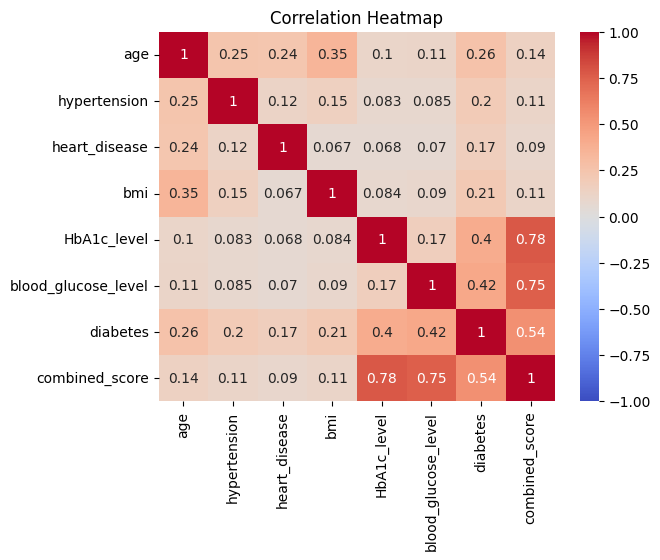 Correlation Heatmap
age 1 0.25 0.24 0.35 0.1 0.11 0.26 0.14
hypertension 0.25 1 0.12 0.15 0.083 0.085 0.2 0.11
heart_disease 0.24 0.12 1 0.067 0.068 0.07 0.17 0.09
bmi 0.35 0.15 0.067 1 0.084 0.09 0.21 0.11
HbA1c_level 0.1 0.083 0.068 0.084 1 0.17 0.4 0.78
blood_glucose_level 0.11 0.085 0.07 0.09 0.17 1 0.42 0.75
diabetes 0.26 0.2 0.17 0.21 0.4 0.42 1 0.54
combined_score 0.14 0.11 0.09 0.11 0.78 0.75 0.54 1
age
hypertension
heart_disease
bmi
HbA1c_level
blood_glucose_level
diabetes
combined_score
1.00
0.75
0.50
0.25
0.00
−0.25
−0.50
−0.75
−1.00